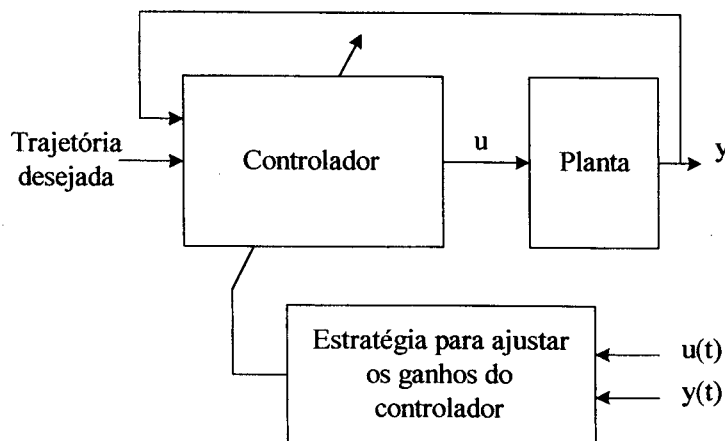 Trajetória
desejada
Controlador
u
Planta
y
Estratégia para ajustar
os ganhos do
controlador
u(t)
y(t)